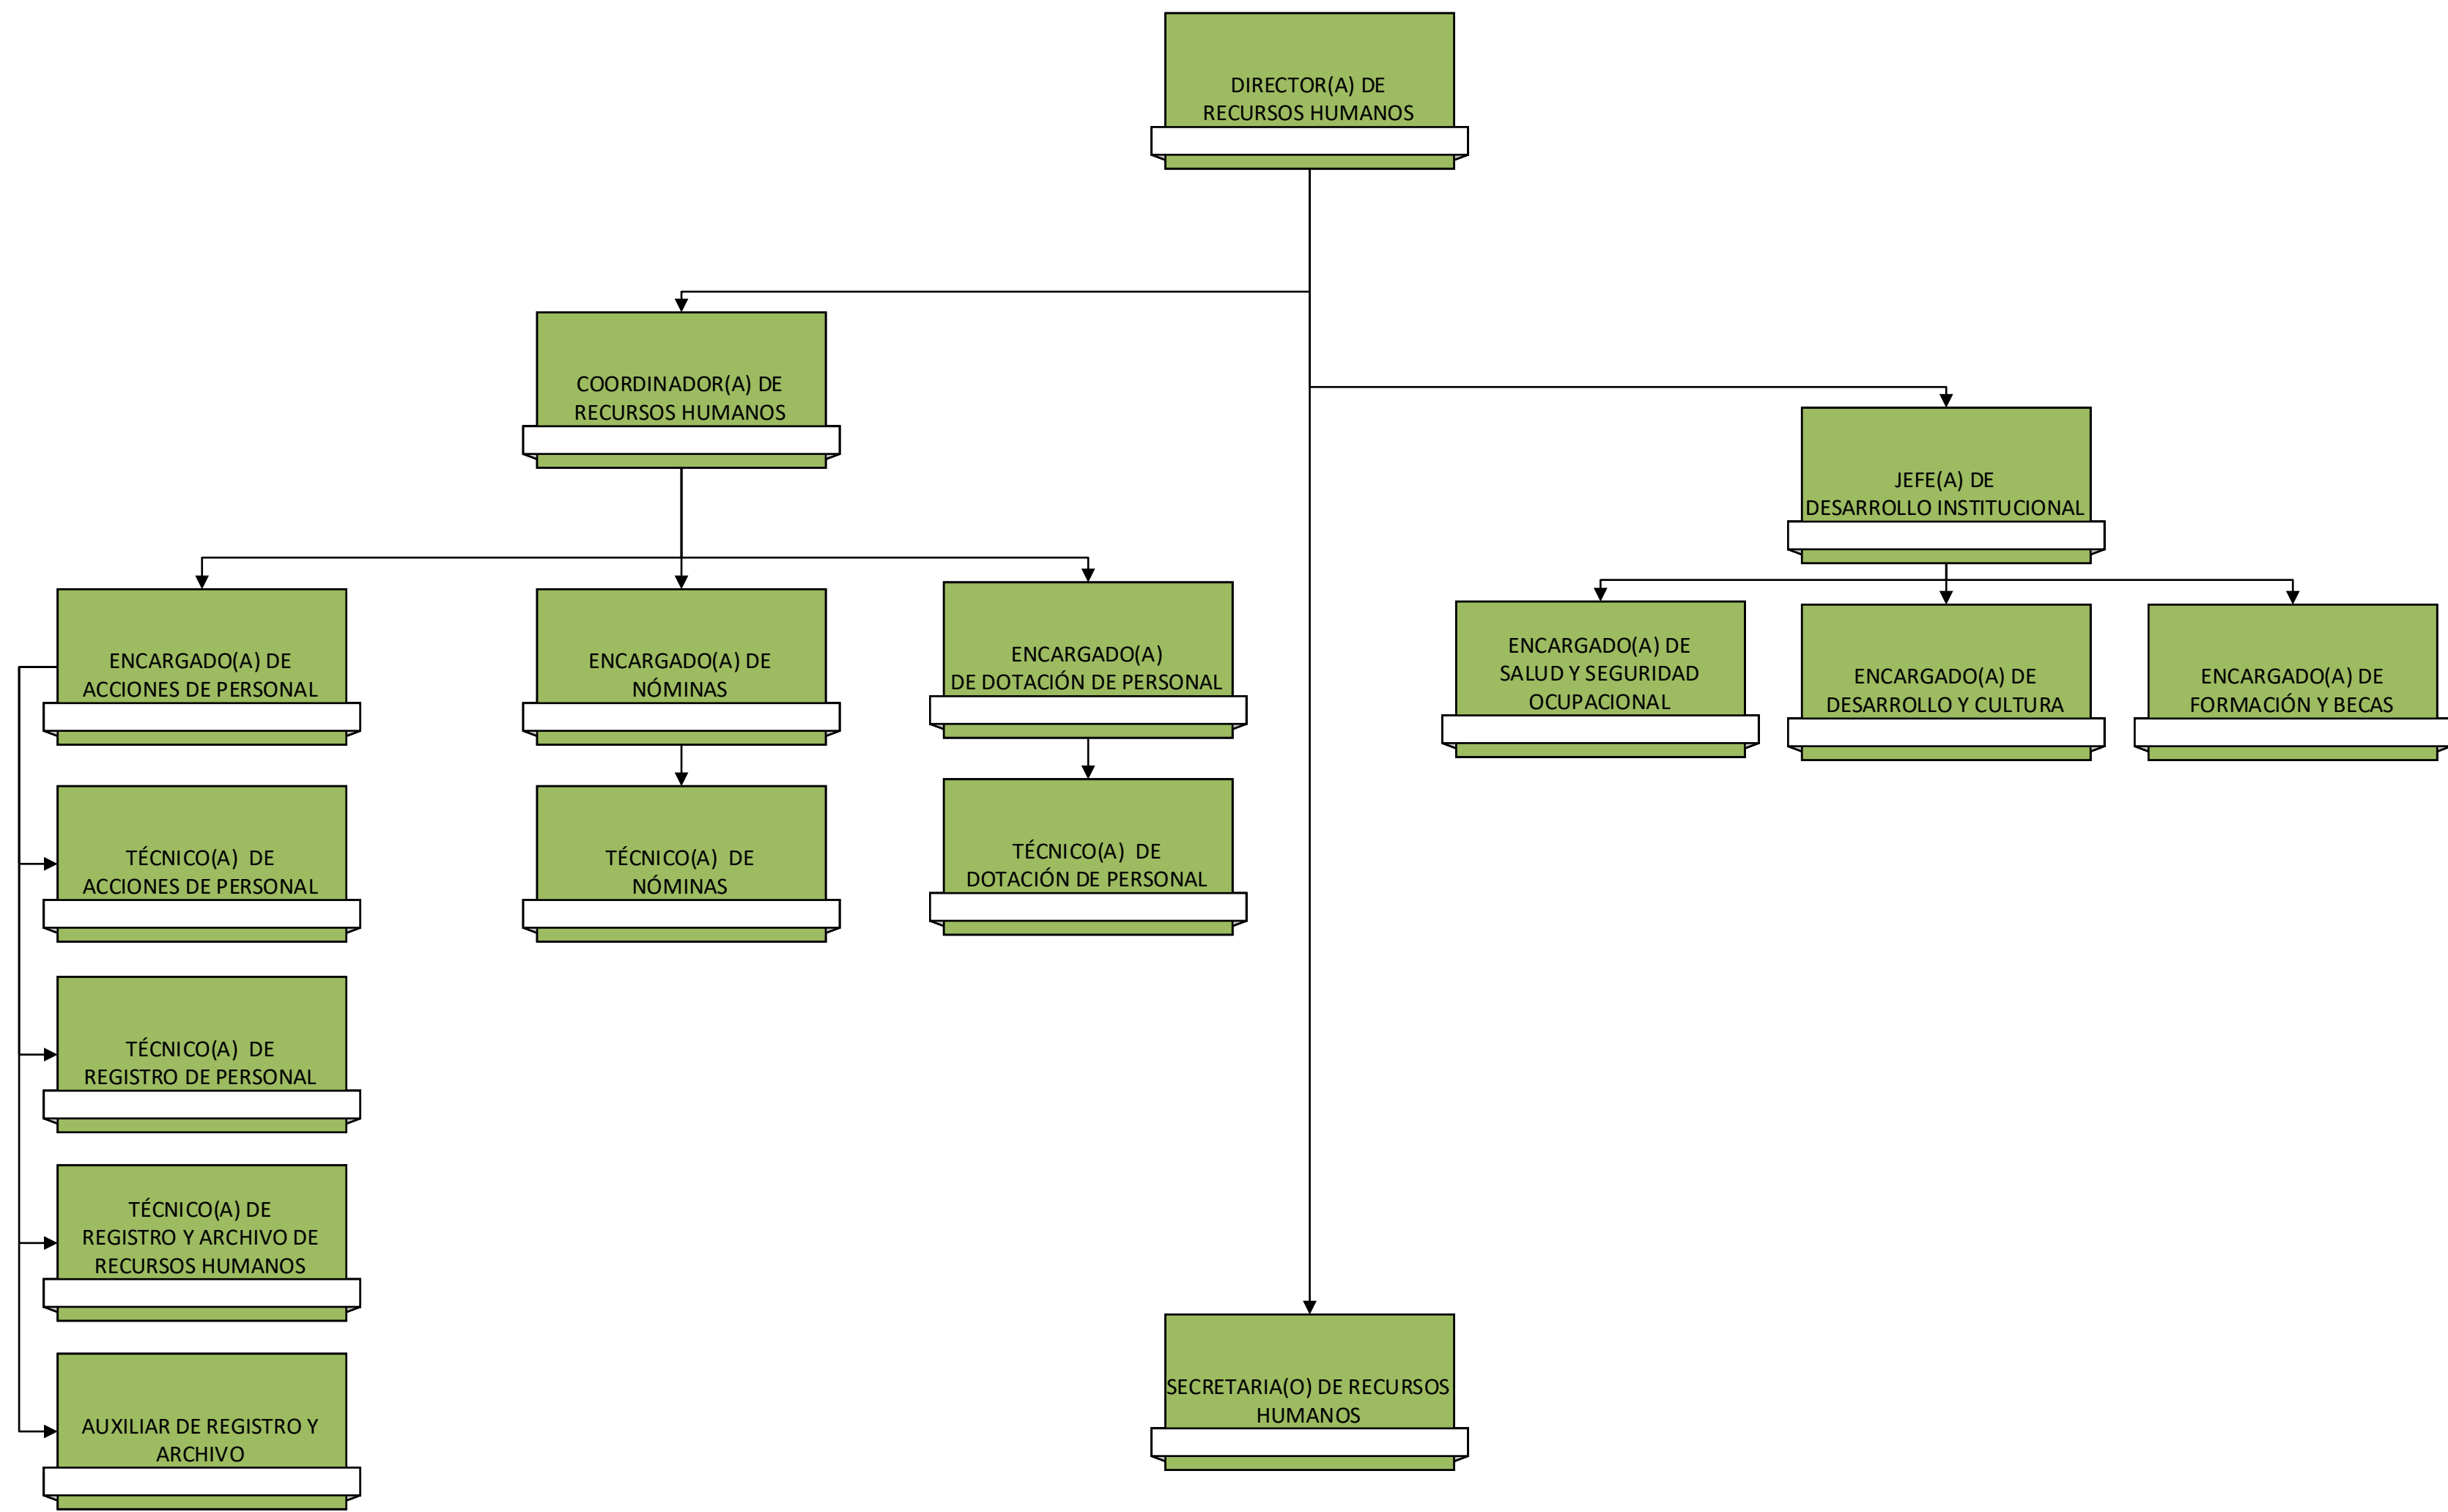 DIRECTOR(A) DE
RECURSOS HUMANOS
COORDINADOR(A) DE
RECURSOS HUMANOS
JEFE(A) DE
DESARROLLO INSTITUCIONAL
ENCARGADO(A) DE
ACCIONES DE PERSONAL
ENCARGADO(A) DE
NÓMINAS
ENCARGADO(A)
DE DOTACIÓN DE PERSONAL
ENCARGADO(A) DE
SALUD Y SEGURIDAD
OCUPACIONAL
ENCARGADO(A) DE
DESARROLLO Y CULTURA
ENCARGADO(A) DE
FORMACIÓN Y BECAS
TÉCNICO(A) DE
ACCIONES DE PERSONAL
TÉCNICO(A) DE
NÓMINAS
TÉCNICO(A) DE
DOTACIÓN DE PERSONAL
TÉCNICO(A) DE
REGISTRO DE PERSONAL
TÉCNICO(A) DE
REGISTRO Y ARCHIVO DE
RECURSOS HUMANOS
AUXILIAR DE REGISTRO Y
ARCHIVO
SECRETARIA(O) DE RECURSOS
HUMANOS